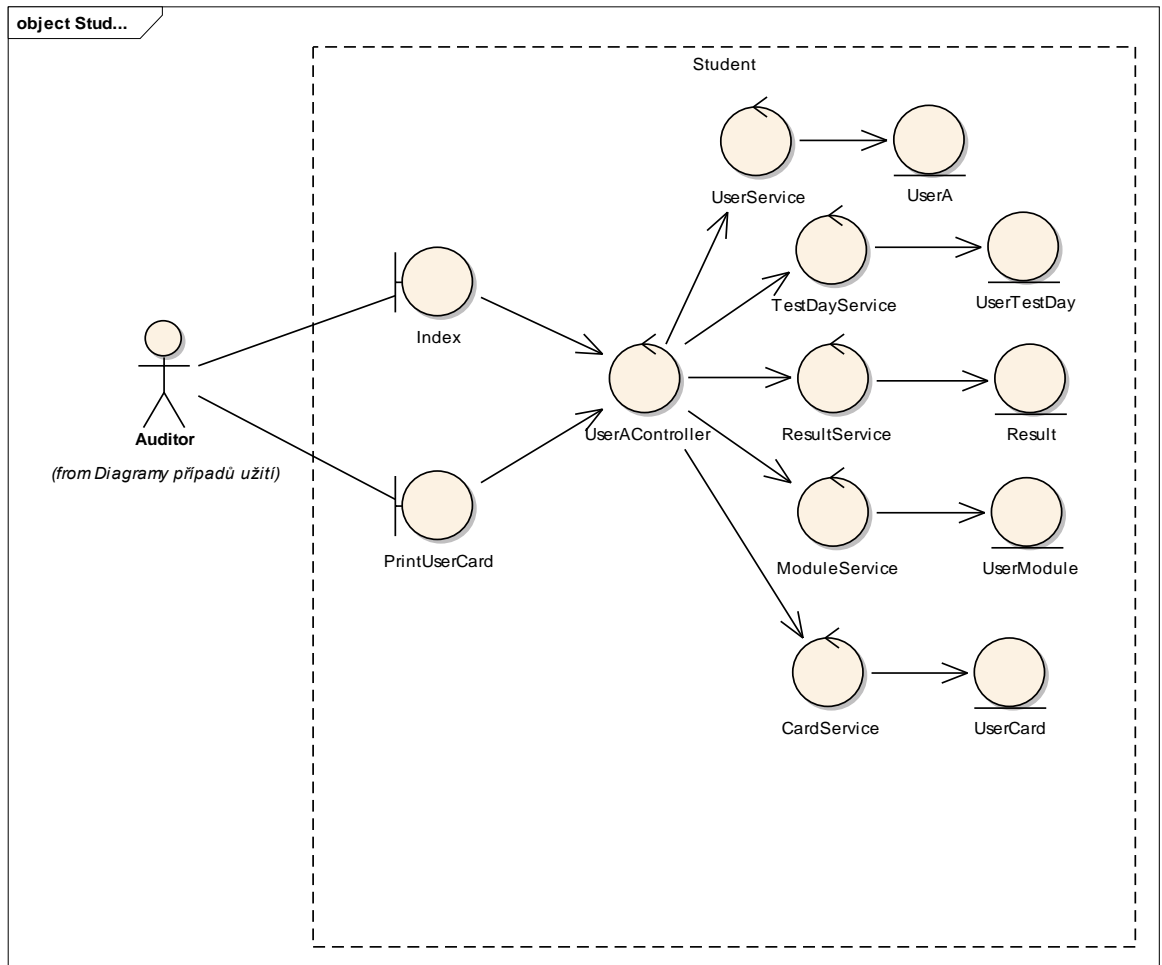 object Stud...
Student
UserService
UserA
TestDayService
UserTestDay
Index
UserAController
ResultService
Result
Auditor
(from Diagramy případů užití)
PrintUserCard
ModuleService
UserModule
CardService
UserCard